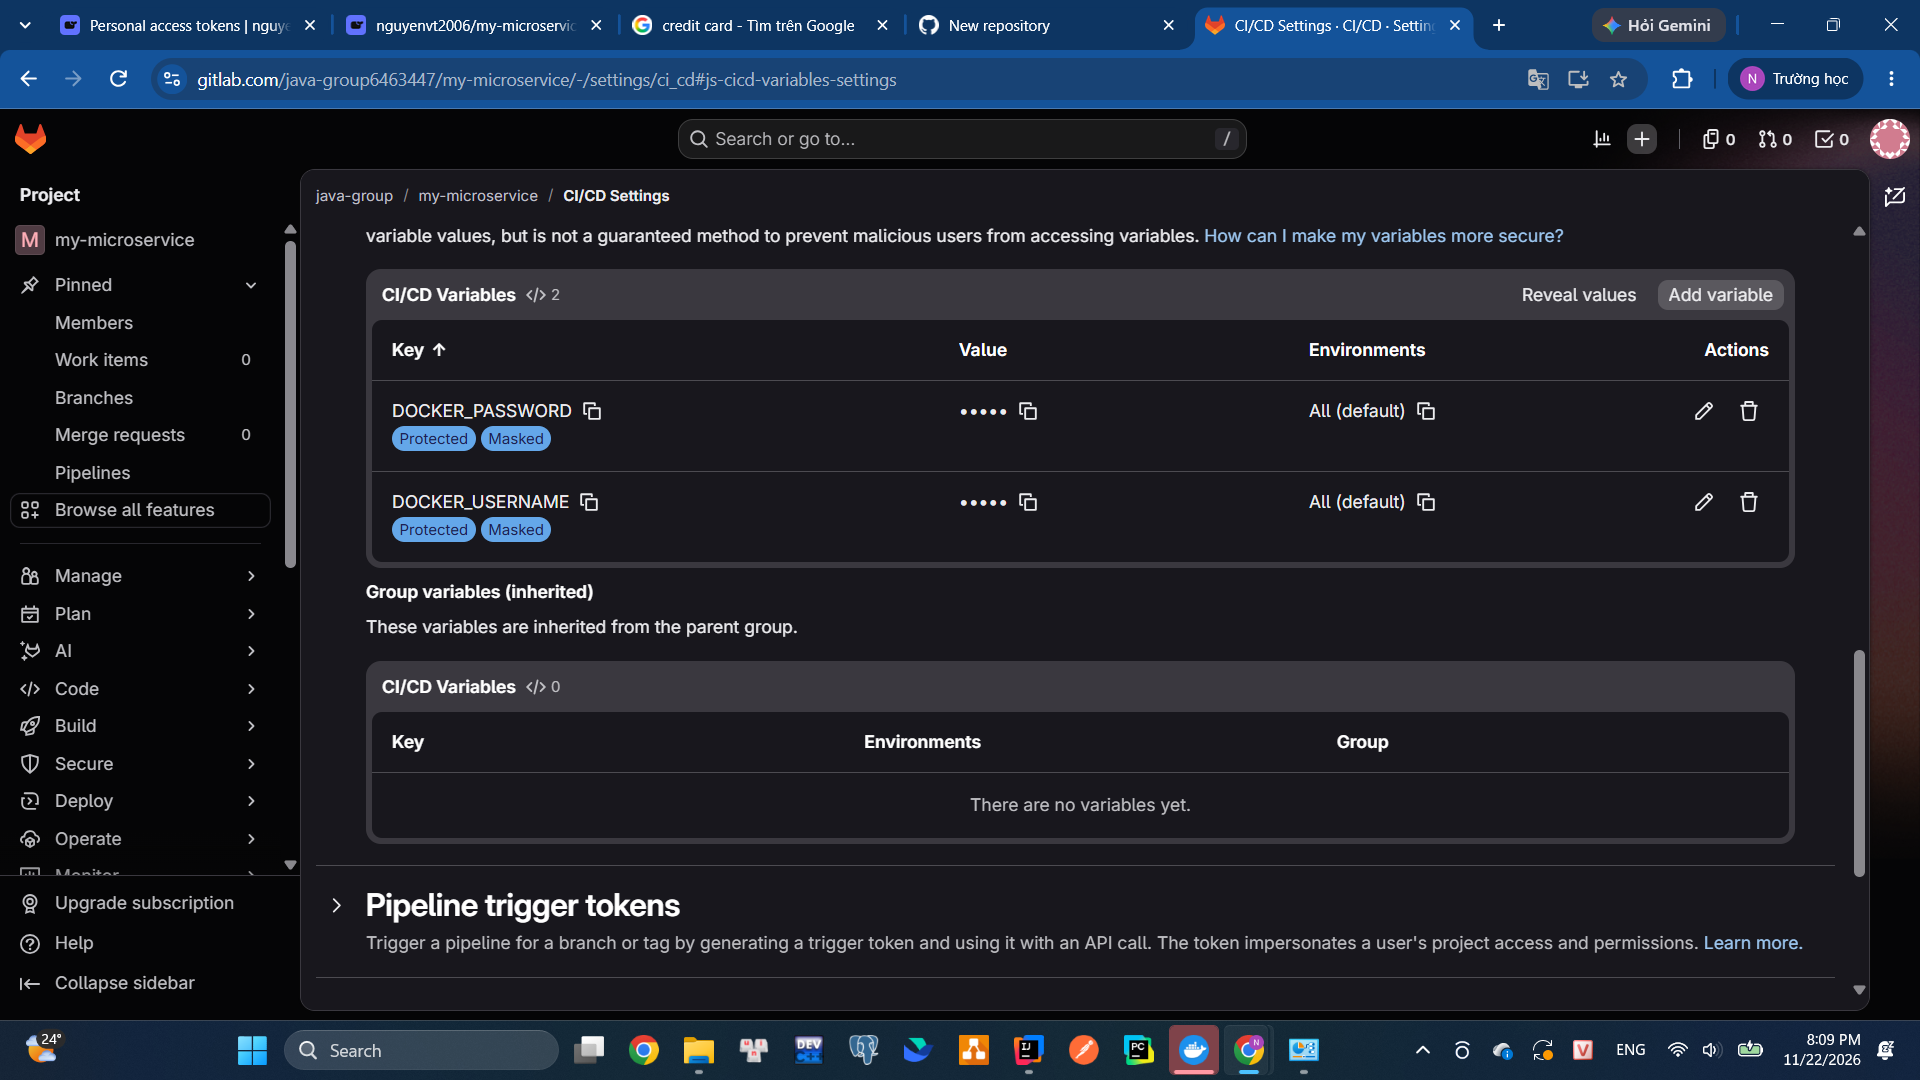 Personal access tokens | nguye
nguyenvt2006/my-microservic
credit card - Tìm trên Google
New repository
CI/CD Settings · CI/CD · Settin
Hỏi Gemini
gitlab.com/java-group6463447/my-microservice/-/settings/ci_cd#js-cicd-variables-settings
N Trường học
Search or go to... /
0 0 0
Project
M my-microservice
Pinned
Members
Work items 0
Branches
Merge requests 0
Pipelines
Browse all features
Manage
Plan
AI
Code
Build
Secure
Deploy
Operate
Monitor
Upgrade subscription
Help
Collapse sidebar
java-group / my-microservice / CI/CD Settings
variable values, but is not a guaranteed method to prevent malicious users from accessing variables. How can I make my variables more secure?
CI/CD Variables </> 2 Reveal values Add variable
Key ↑ Value Environments Actions
DOCKER_PASSWORD ••••• All (default)
Protected Masked
DOCKER_USERNAME ••••• All (default)
Protected Masked
Group variables (inherited)
These variables are inherited from the parent group.
CI/CD Variables </> 0
Key Environments Group
There are no variables yet.
Pipeline trigger tokens
Trigger a pipeline for a branch or tag by generating a trigger token and using it with an API call. The token impersonates a user's project access and permissions. Learn more.
24°
Search
DEV
IJ
PC
N
V
ENG
8:09 PM
11/22/2026